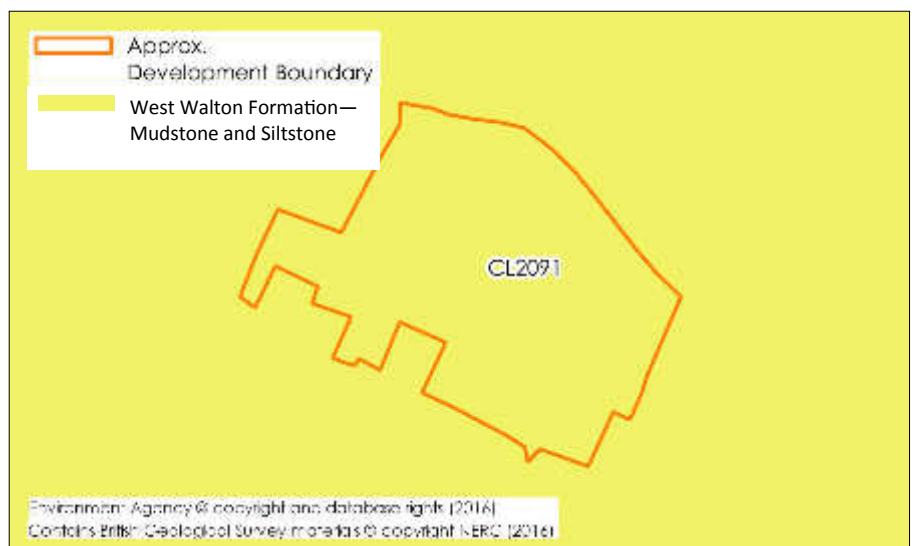 Approx.
Development Boundary
West Walton Formation—
Mudstone and Siltstone
CL2091
Environment Agency © copyright and database rights (2016)
Contains British Geological Survey materials © copyright NERC (2016)